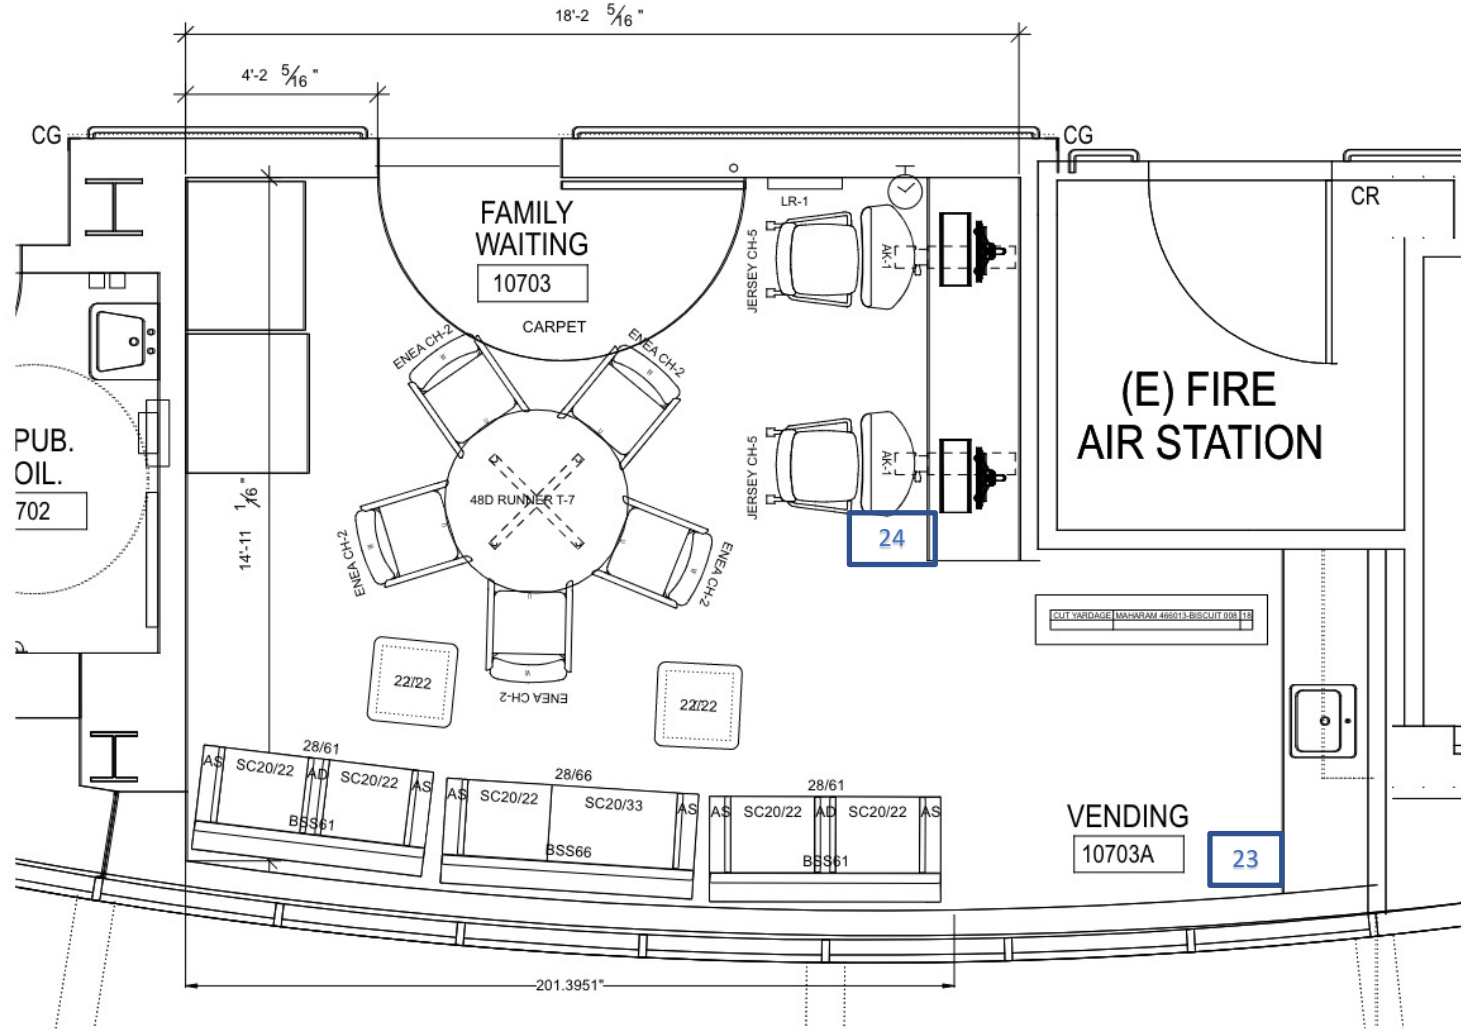 18'-2 5/16 "
4'-2 5/16 "
CG
CG
CR
FAMILY
WAITING
10703
CARPET
LR-1
JERSEY CH-5
AK-1
ENEA CH-2
ENEA CH-2
(E) FIRE
AIR STATION
PUB.
OIL.
702
14'-11 1/16 "
48D RUNNER T-7
JERSEY CH-5
AK-1
24
ENEA CH-2
ENEA CH-2
ENEA CH-2
CUT YARDAGE MAHARAM 466013-BISCUIT 008 18
22/22
22/22
28/61
AS SC20/22 AD SC20/22 AS
BSS61
28/66
AS SC20/22 SC20/33 AS
BSS66
28/61
AS SC20/22 AD SC20/22 AS
BSS61
VENDING
10703A
23
201.3951"